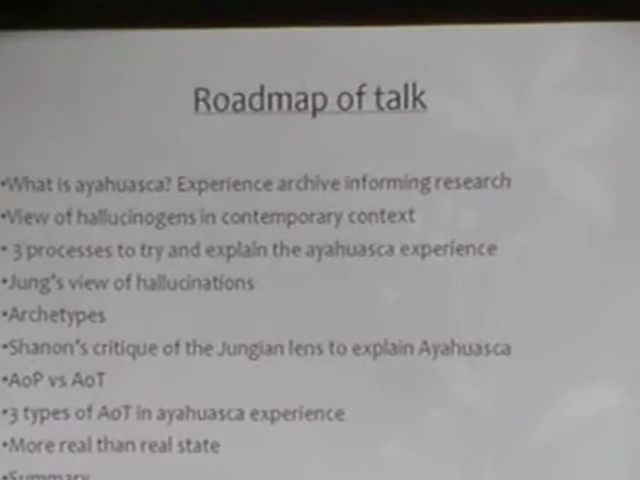 Roadmap of talk
•What is ayahuasca? Experience archive informing research
•View of hallucinogens in contemporary context
• 3 processes to try and explain the ayahuasca experience
•Jung's view of hallucinations
•Archetypes
•Shanon's critique of the Jungian lens to explain Ayahuasca
•AoP vs AoT
•3 types of AoT in ayahuasca experience
•More real than real state
•Summary